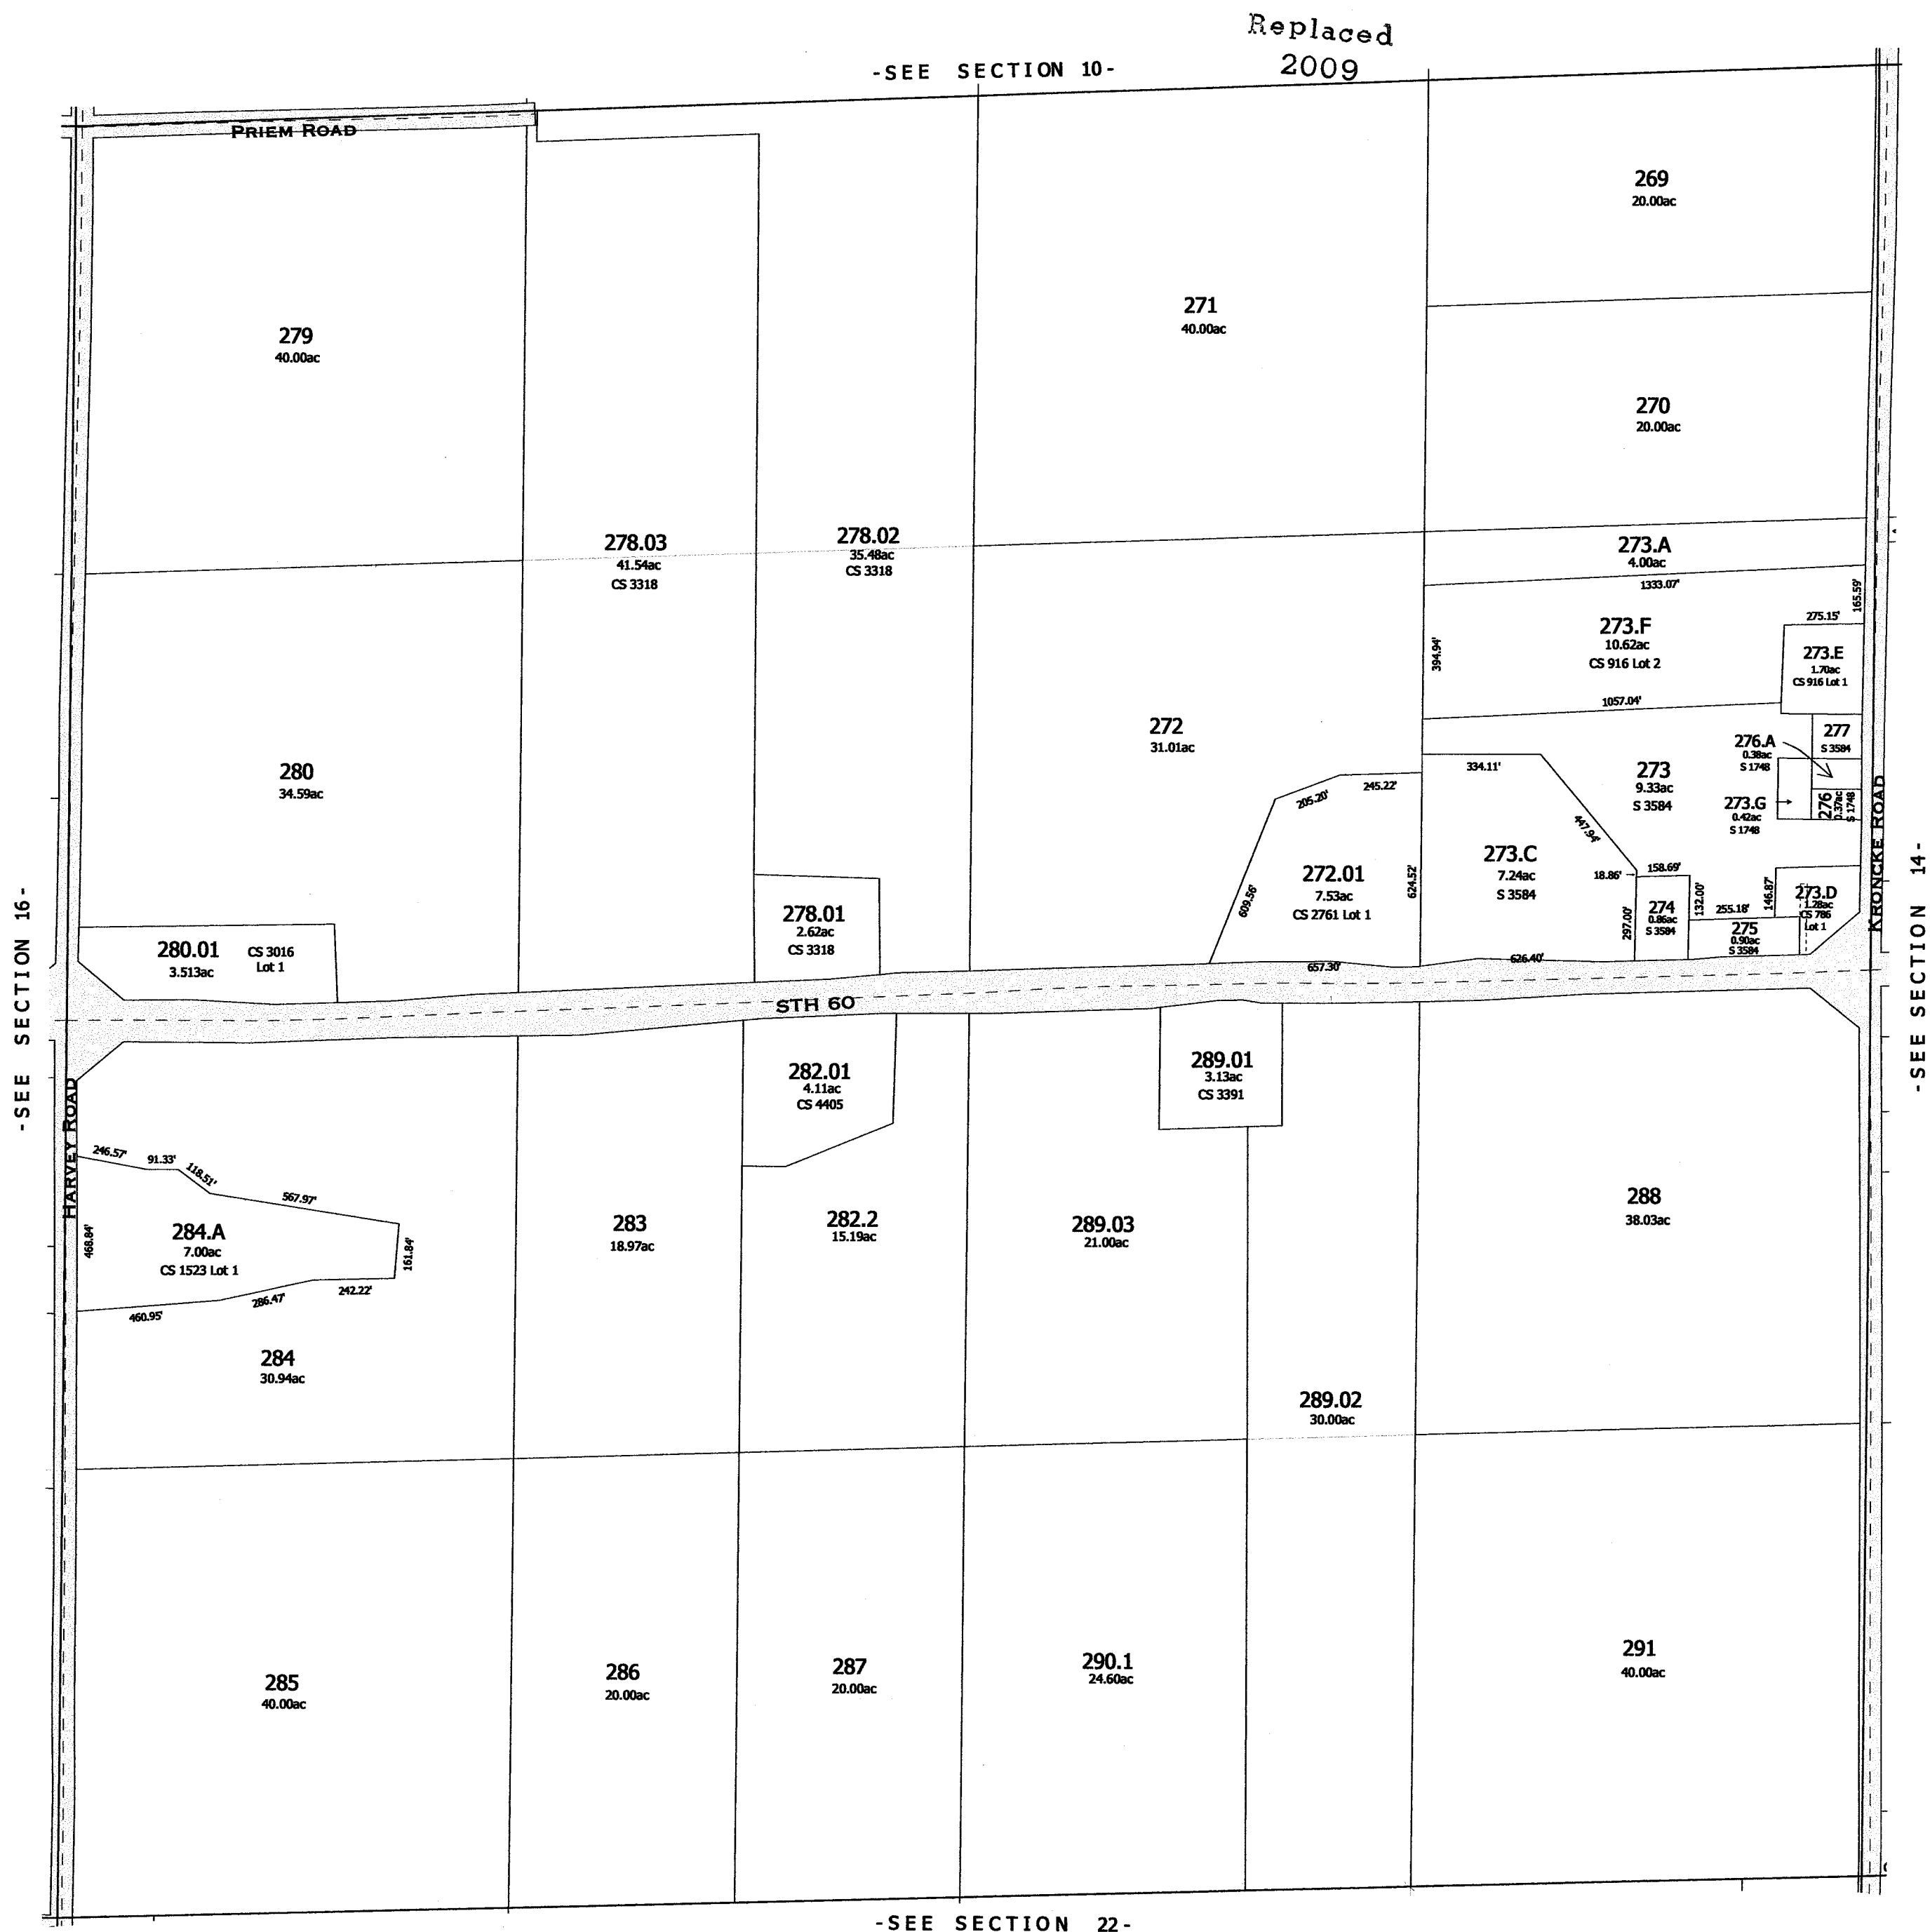 Replaced
2009
-SEE SECTION 10-
PRIEM ROAD
269
20.00ac
271
40.00ac
279
40.00ac
270
20.00ac
278.03
41.54ac
CS 3318
278.02
35.48ac
CS 3318
273.A
4.00ac
1333.07'
165.59'
275.15'
273.F
10.62ac
CS 916 Lot 2
394.94'
273.E
1.70ac
CS 916 Lot 1
1057.04'
272
31.01ac
277
S 3584
276.A
0.38ac
S 1748
280
34.59ac
334.11'
273
9.33ac
S 3584
245.22'
205.20'
273.G
0.42ac
S 1748
276
0.37ac
S 1748
KRONCKE ROAD
447.94'
273.C
7.24ac
S 3584
18.86'
158.69'
272.01
7.53ac
CS 2761 Lot 1
609.56'
624.52'
297.00'
274
0.86ac
S 3584
132.00'
146.87'
255.18'
273.D
1.28ac
CS 786
Lot 1
275
0.90ac
S 3584
278.01
2.62ac
CS 3318
280.01
3.513ac
CS 3016
Lot 1
657.30'
626.40'
-SEE SECTION 16-
-SEE SECTION 14-
STH 60
282.01
4.11ac
CS 4405
289.01
3.13ac
CS 3391
HARVEY ROAD
246.57'
91.33'
118.51'
567.97'
468.84'
284.A
7.00ac
CS 1523 Lot 1
161.84'
242.22'
286.47'
460.95'
283
18.97ac
282.2
15.19ac
289.03
21.00ac
288
38.03ac
284
30.94ac
289.02
30.00ac
285
40.00ac
286
20.00ac
287
20.00ac
290.1
24.60ac
291
40.00ac
-SEE SECTION 22-